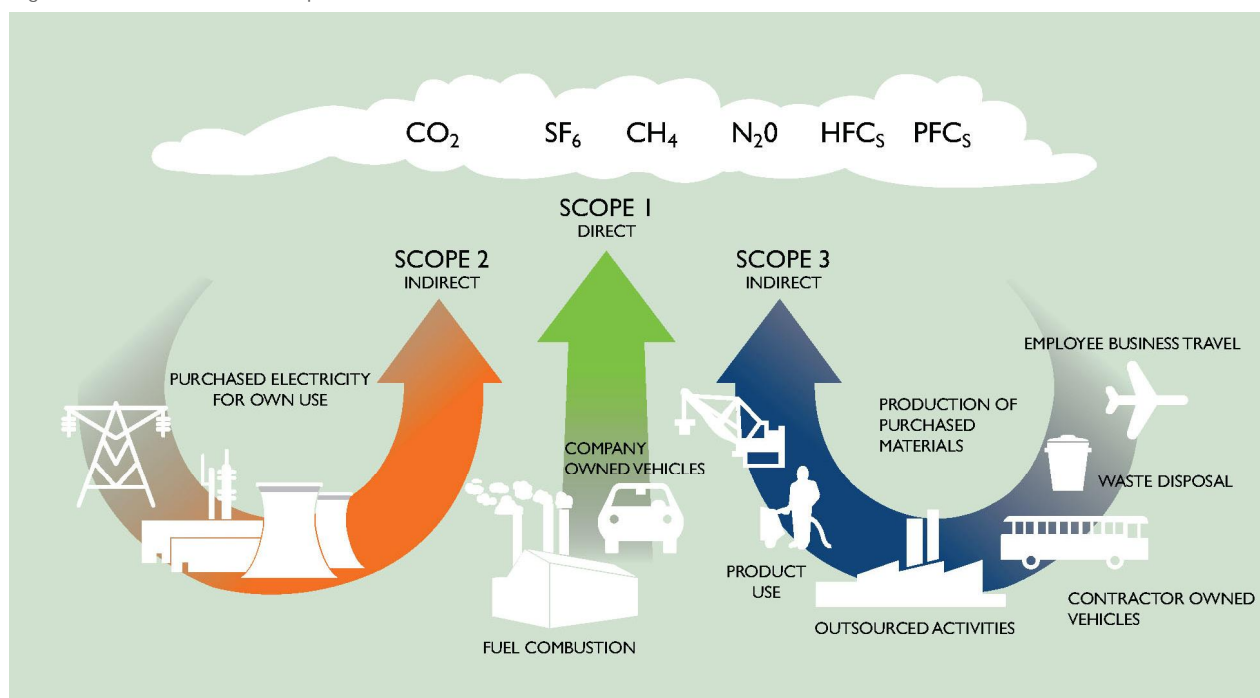 CO₂ SF₆ CH₄ N₂0 HFCₛ PFCₛ
SCOPE 1
DIRECT
SCOPE 2
INDIRECT
SCOPE 3
INDIRECT
PURCHASED ELECTRICITY
FOR OWN USE
COMPANY
OWNED VEHICLES
FUEL COMBUSTION
EMPLOYEE BUSINESS TRAVEL
PRODUCTION OF
PURCHASED
MATERIALS
WASTE DISPOSAL
PRODUCT
USE
OUTSOURCED ACTIVITIES
CONTRACTOR OWNED
VEHICLES